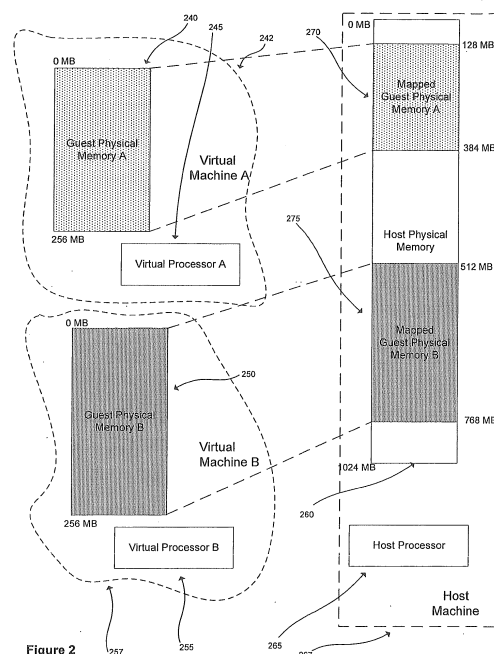 240
245
242
270
0 MB
128 MB
0 MB
Mapped
Guest Physical
Memory A
Guest Physical
Memory A
Virtual
Machine A
384 MB
275
Host Physical
Memory
256 MB
Virtual Processor A
512 MB
0 MB
Mapped
Guest Physical
Memory B
250
Guest Physical
Memory B
Virtual
Machine B
768 MB
1024 MB
256 MB
260
Virtual Processor B
Host Processor
Host
Machine
Figure 2
257
255
265
267